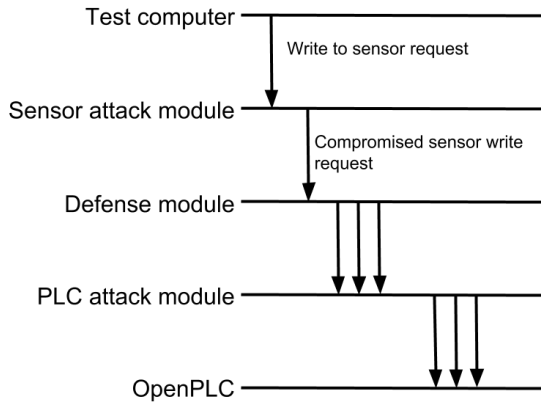 Test computer
Write to sensor request
Sensor attack module
Compromised sensor write
request
Defense module
PLC attack module
OpenPLC